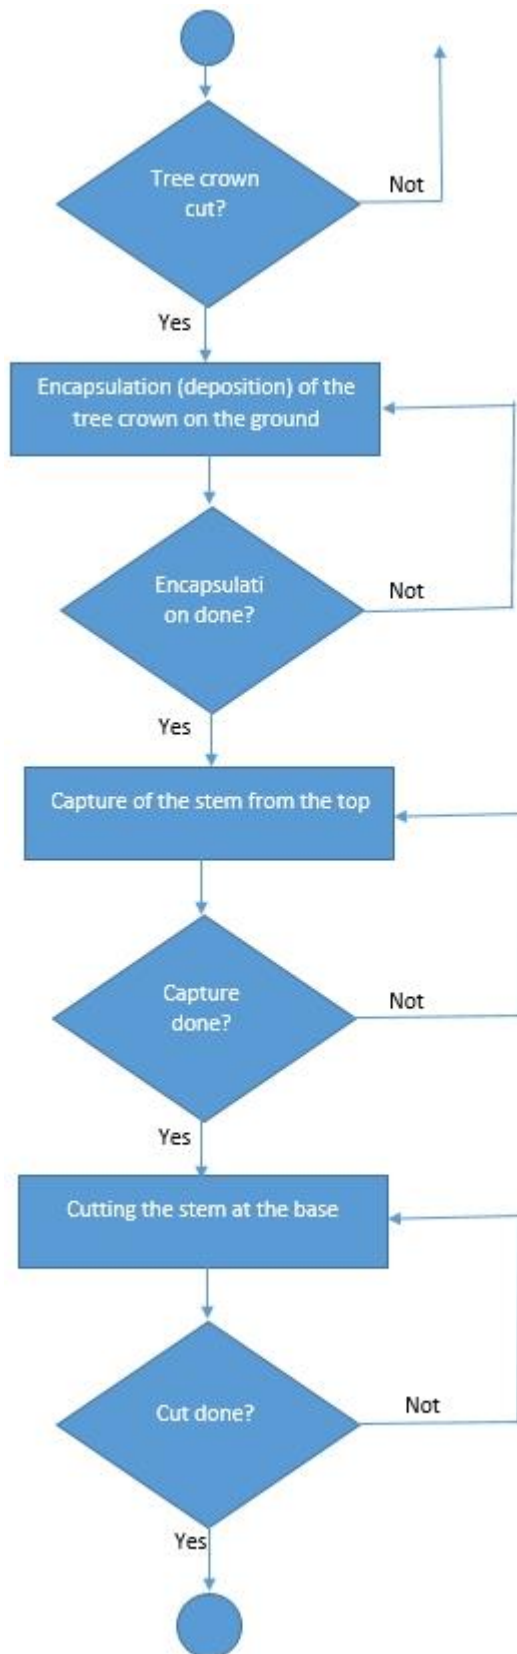 Tree crown
cut?
Not
Yes
Encapsulation (deposition) of the
tree crown on the ground
Encapsulati
on done?
Not
Yes
Capture of the stem from the top
Capture
done?
Not
Yes
Cutting the stem at the base
Cut done?
Not
Yes